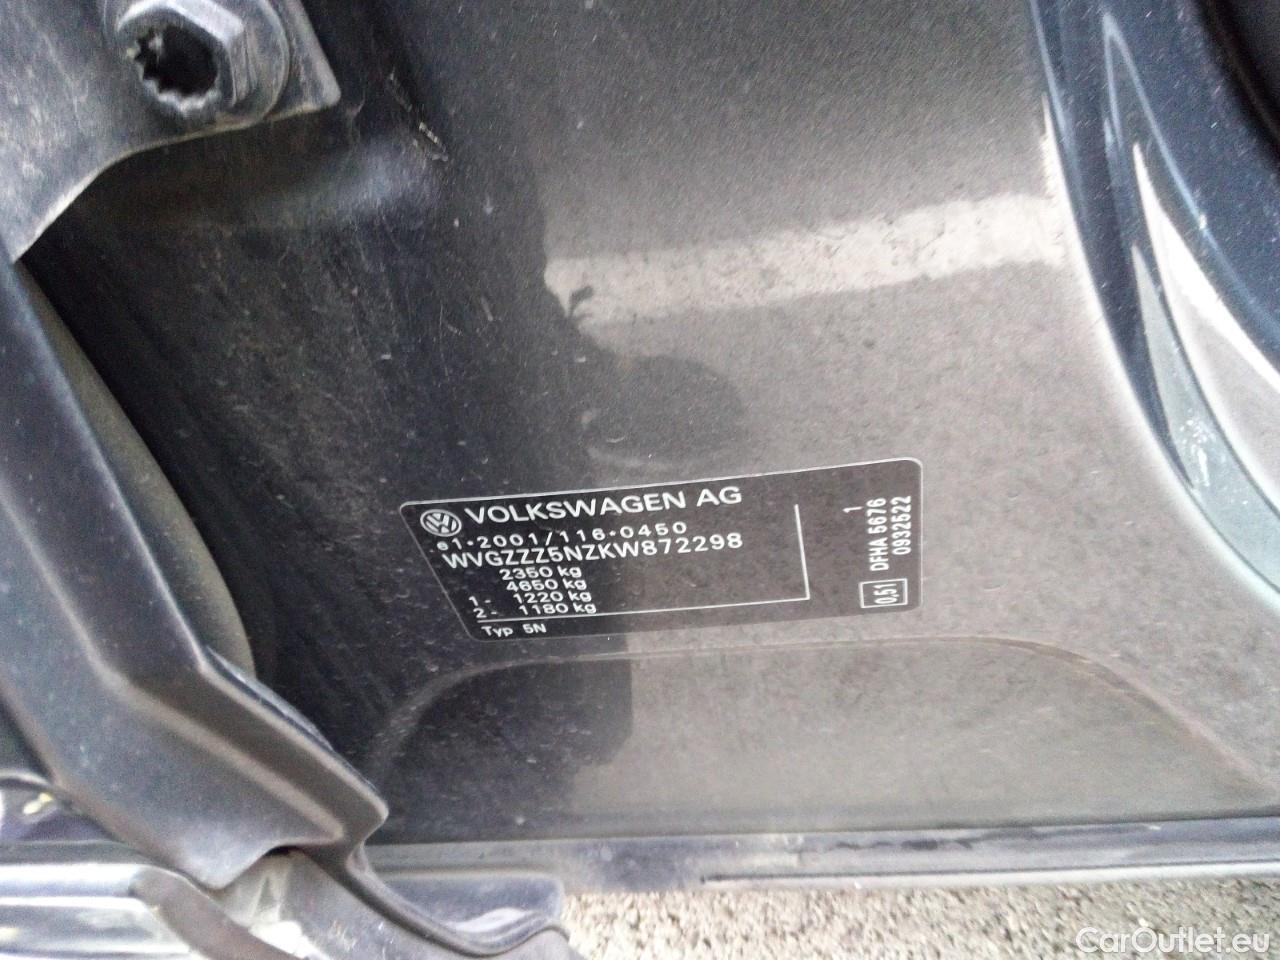 VOLKSWAGEN AG
e1*2001/116*0450
WVGZZZ5NZKW872298
2350 kg
4650 kg
1 - 1220 kg
2 - 1180 kg
Typ 5N
1
DFHA 5676
0932522
0,51
CarOutlet.eu